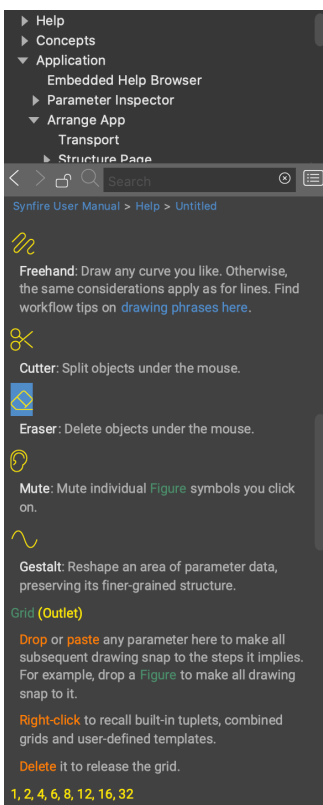 Help
Concepts
Application
Embedded Help Browser
Parameter Inspector
Arrange App
Transport
Structure Page
Search
Synfire User Manual > Help > Untitled
Freehand: Draw any curve you like. Otherwise,
the same considerations apply as for lines. Find
workflow tips on drawing phrases here.
Cutter: Split objects under the mouse.
Eraser: Delete objects under the mouse.
Mute: Mute individual Figure symbols you click
on.
Gestalt: Reshape an area of parameter data,
preserving its finer-grained structure.
Grid (Outlet)
Drop or paste any parameter here to make all
subsequent drawing snap to the steps it implies.
For example, drop a Figure to make all drawing
snap to it.
Right-click to recall built-in tuplets, combined
grids and user-defined templates.
Delete it to release the grid.
1, 2, 4, 6, 8, 12, 16, 32